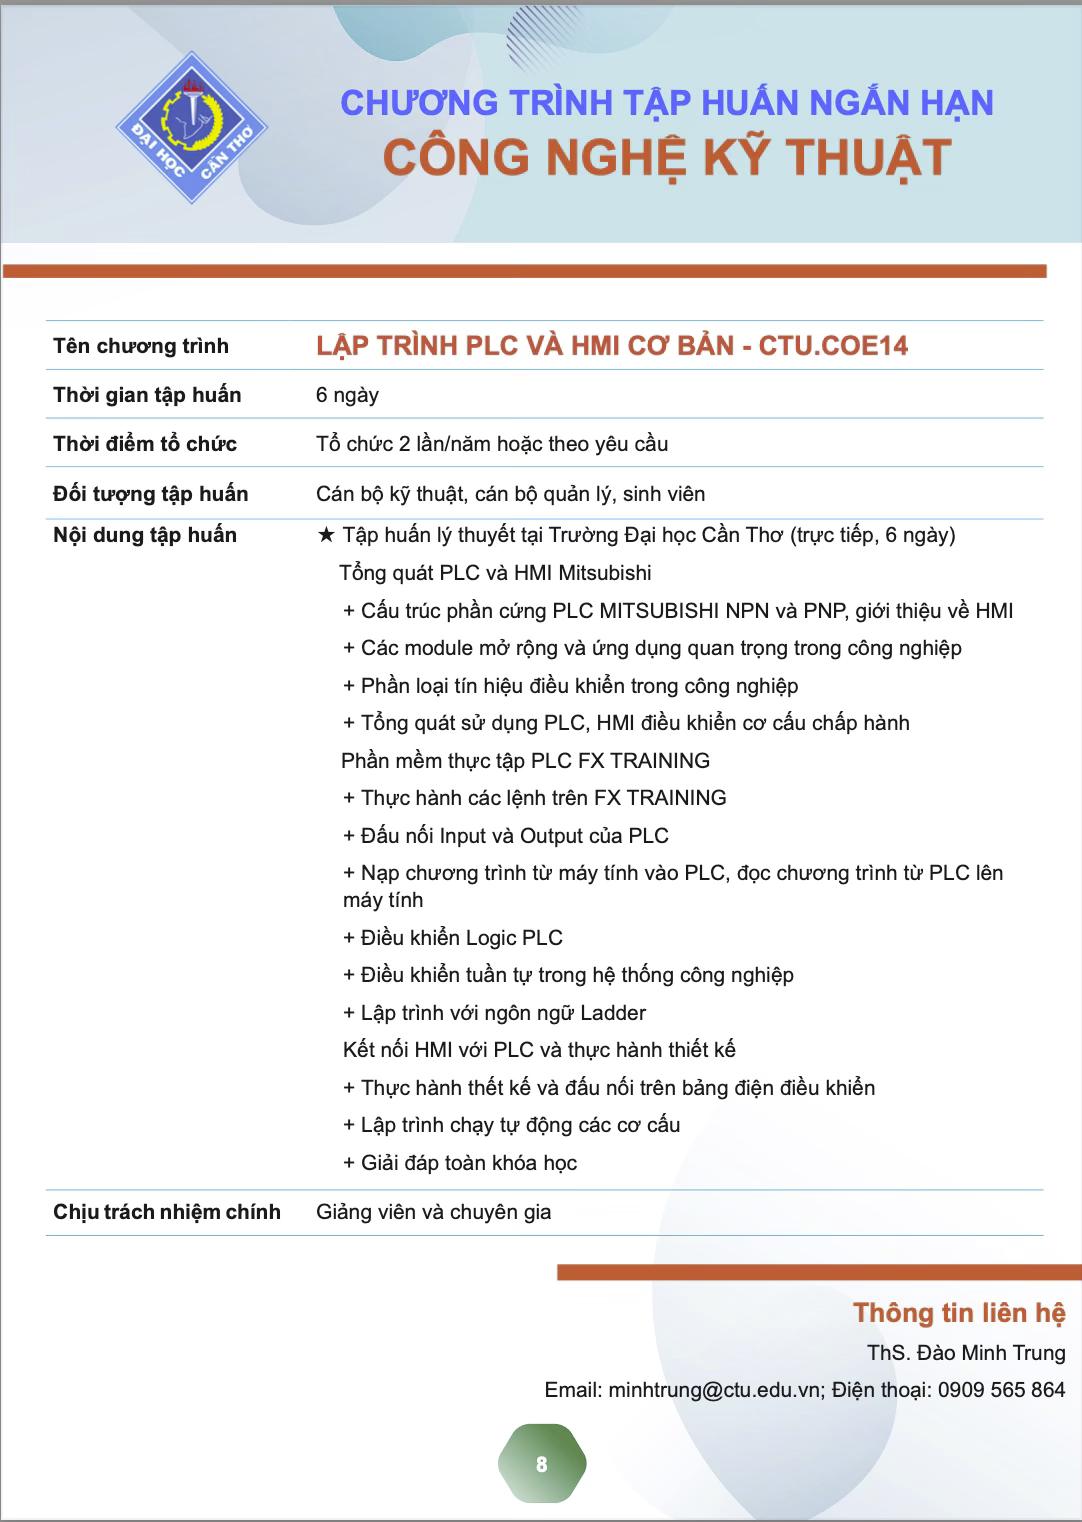 ĐẠI HỌC CẦN THƠ
CHƯƠNG TRÌNH TẬP HUẤN NGẮN HẠN
CÔNG NGHỆ KỸ THUẬT
Tên chương trình LẬP TRÌNH PLC VÀ HMI CƠ BẢN - CTU.COE14
Thời gian tập huấn 6 ngày
Thời điểm tổ chức Tổ chức 2 lần/năm hoặc theo yêu cầu
Đối tượng tập huấn Cán bộ kỹ thuật, cán bộ quản lý, sinh viên
Nội dung tập huấn ★ Tập huấn lý thuyết tại Trường Đại học Cần Thơ (trực tiếp, 6 ngày)
Tổng quát PLC và HMI Mitsubishi
+ Cấu trúc phần cứng PLC MITSUBISHI NPN và PNP, giới thiệu về HMI
+ Các module mở rộng và ứng dụng quan trọng trong công nghiệp
+ Phần loại tín hiệu điều khiển trong công nghiệp
+ Tổng quát sử dụng PLC, HMI điều khiển cơ cấu chấp hành
Phần mềm thực tập PLC FX TRAINING
+ Thực hành các lệnh trên FX TRAINING
+ Đấu nối Input và Output của PLC
+ Nạp chương trình từ máy tính vào PLC, đọc chương trình từ PLC lên
máy tính
+ Điều khiển Logic PLC
+ Điều khiển tuần tự trong hệ thống công nghiệp
+ Lập trình với ngôn ngữ Ladder
Kết nối HMI với PLC và thực hành thiết kế
+ Thực hành thết kế và đấu nối trên bảng điện điều khiển
+ Lập trình chạy tự động các cơ cấu
+ Giải đáp toàn khóa học
Chịu trách nhiệm chính Giảng viên và chuyên gia
Thông tin liên hệ
ThS. Đào Minh Trung
Email: minhtrung@ctu.edu.vn; Điện thoại: 0909 565 864
8